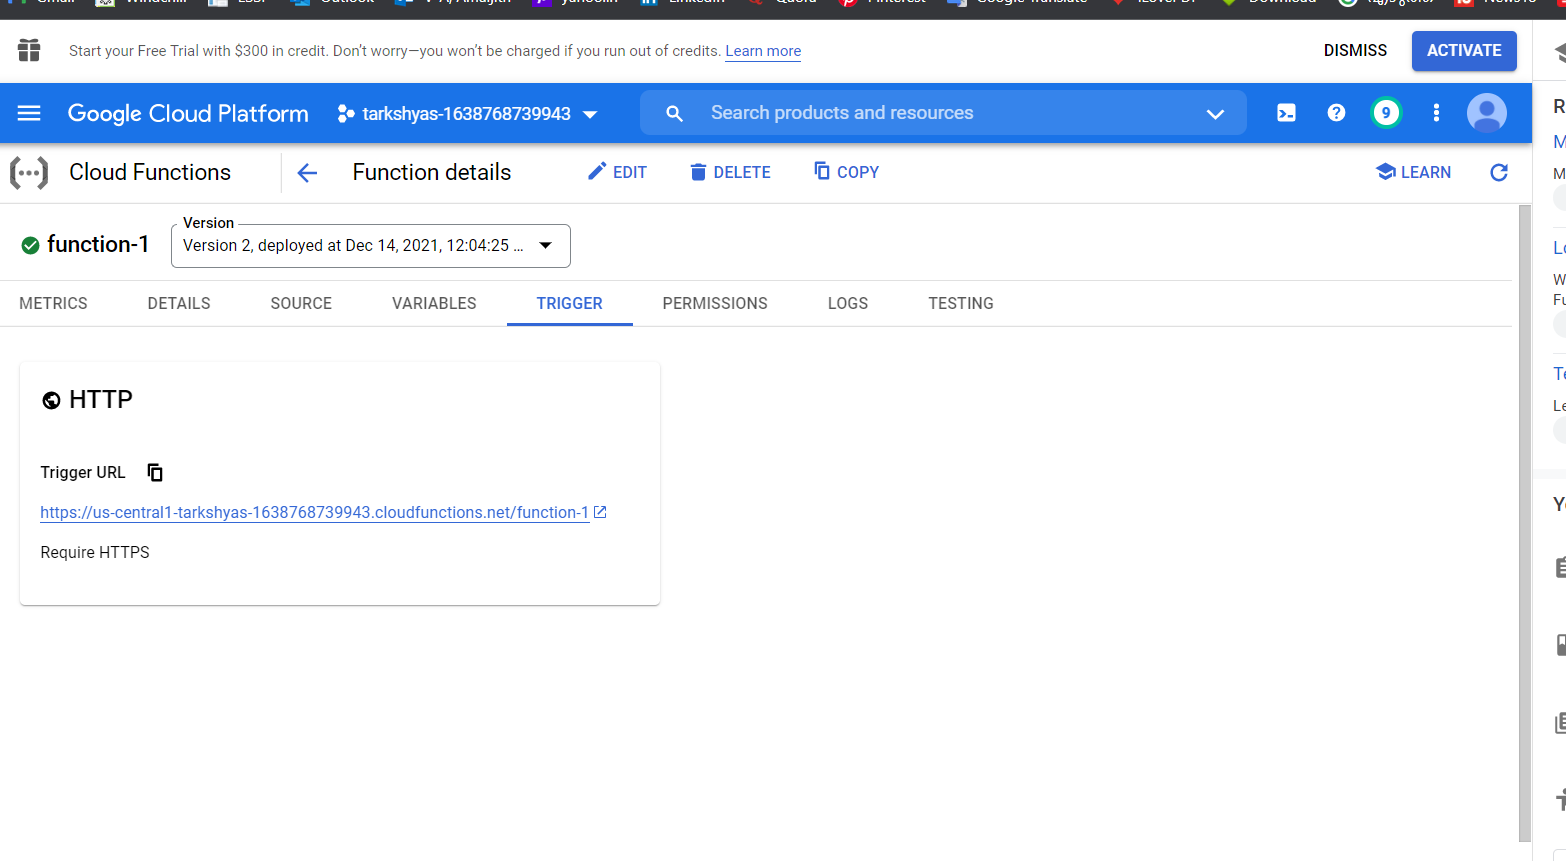 Start your Free Trial with $300 in credit. Don't worry—you won't be charged if you run out of credits. Learn more
DISMISS
ACTIVATE
Google Cloud Platform
tarkshyas-1638768739943
Search products and resources
9
Cloud Functions
Function details
EDIT
DELETE
COPY
LEARN
function-1
Version
Version 2, deployed at Dec 14, 2021, 12:04:25 ...
METRICS
DETAILS
SOURCE
VARIABLES
TRIGGER
PERMISSIONS
LOGS
TESTING
HTTP
Trigger URL
https://us-central1-tarkshyas-1638768739943.cloudfunctions.net/function-1
Require HTTPS